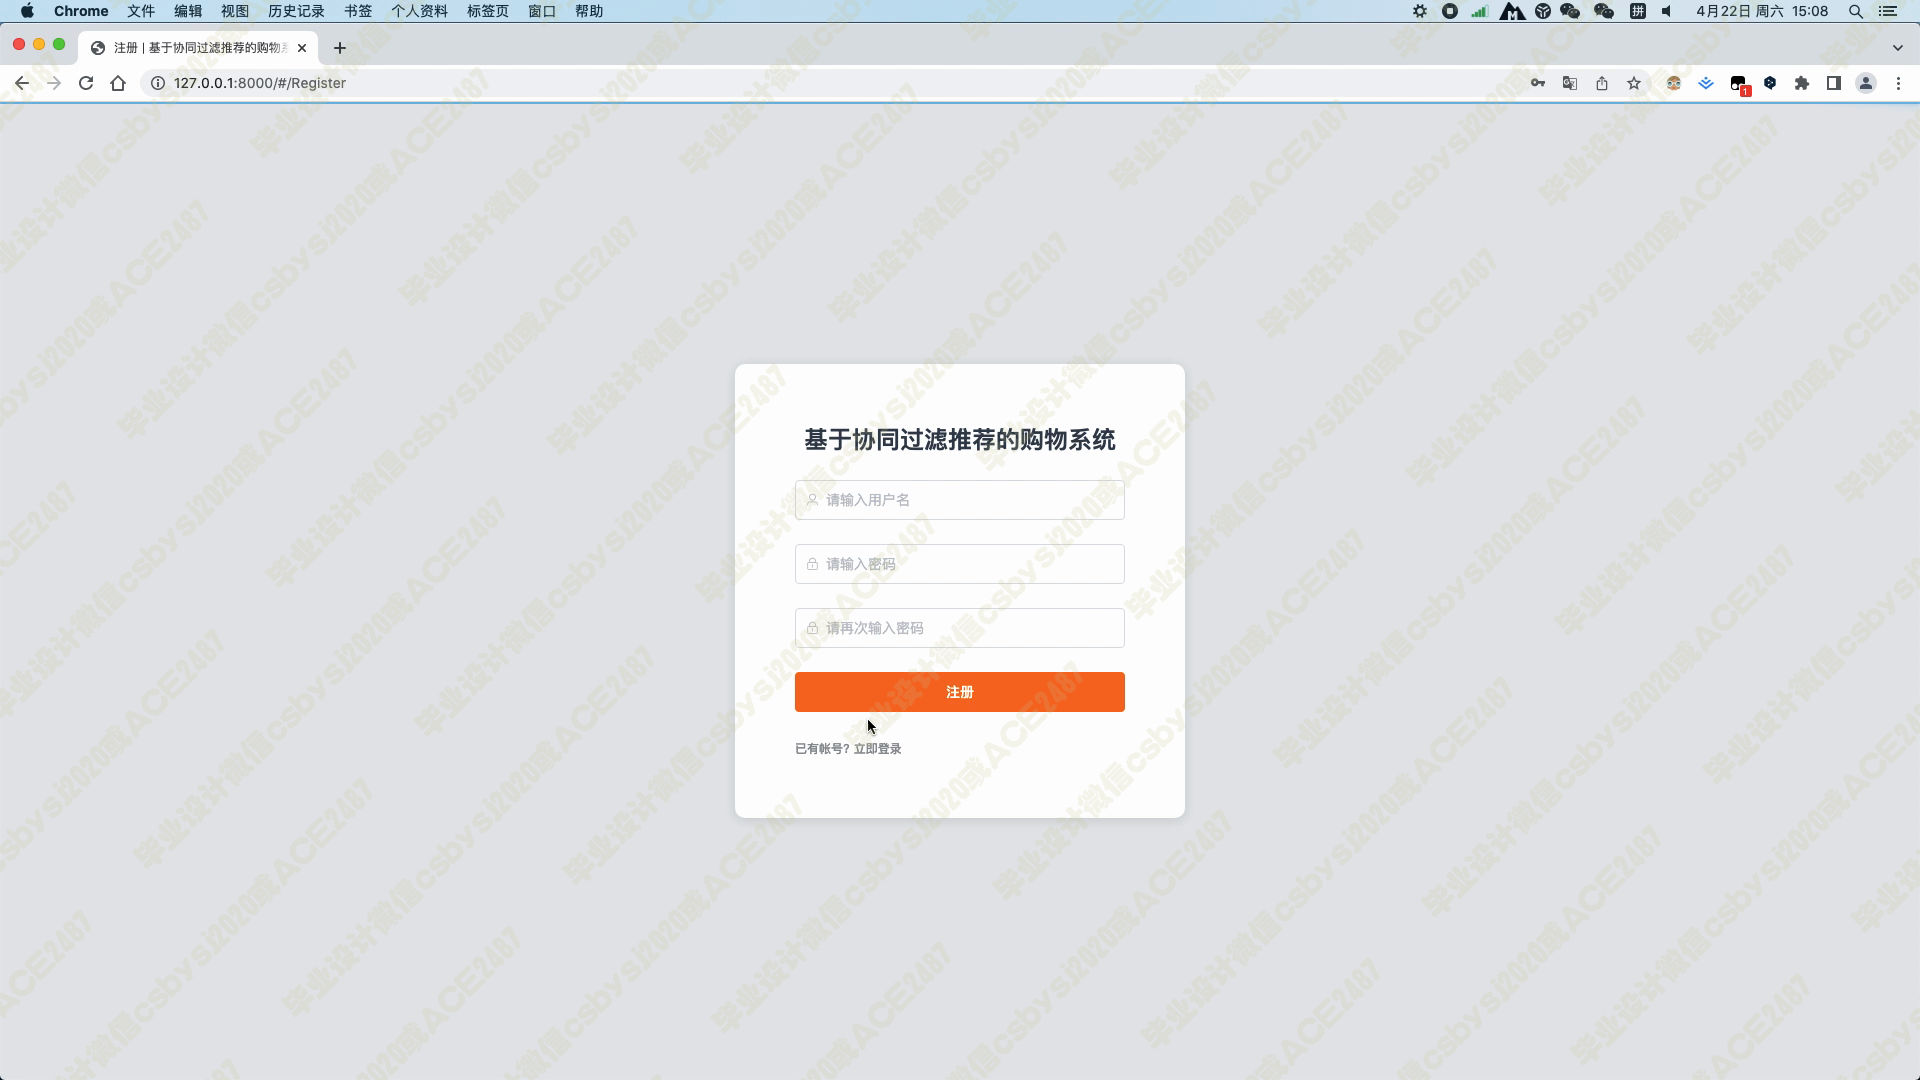 Chrome 文件 编辑 视图 历史记录 书签 个人资料 标签页 窗口 帮助
拼 4月22日 周六 15:08
注册 | 基于协同过滤推荐的购物
127.0.0.1:8000/#/Register
1
基于协同过滤推荐的购物系统
请输入用户名
请输入密码
请再次输入密码
注册
已有帐号? 立即登录
毕业设计微信csbysj2020或ACE2487